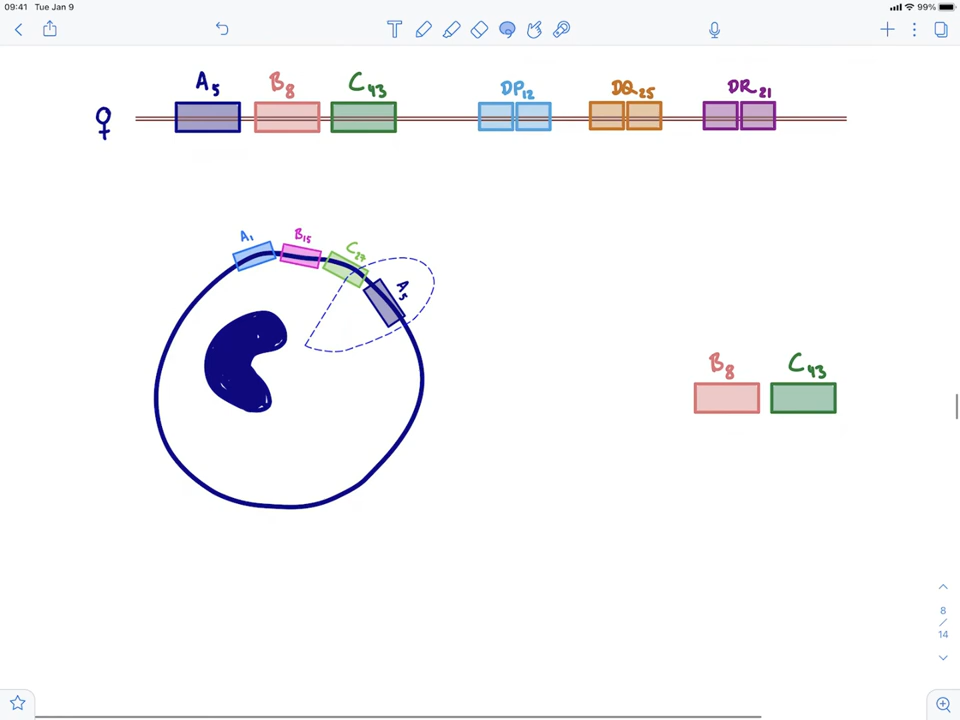 09:41 Tue Jan 9 99%
A5 B8 C43 DP12 DQ25 DR21
♀
A1 B15 C27 A5
B8 C43
8
/
14